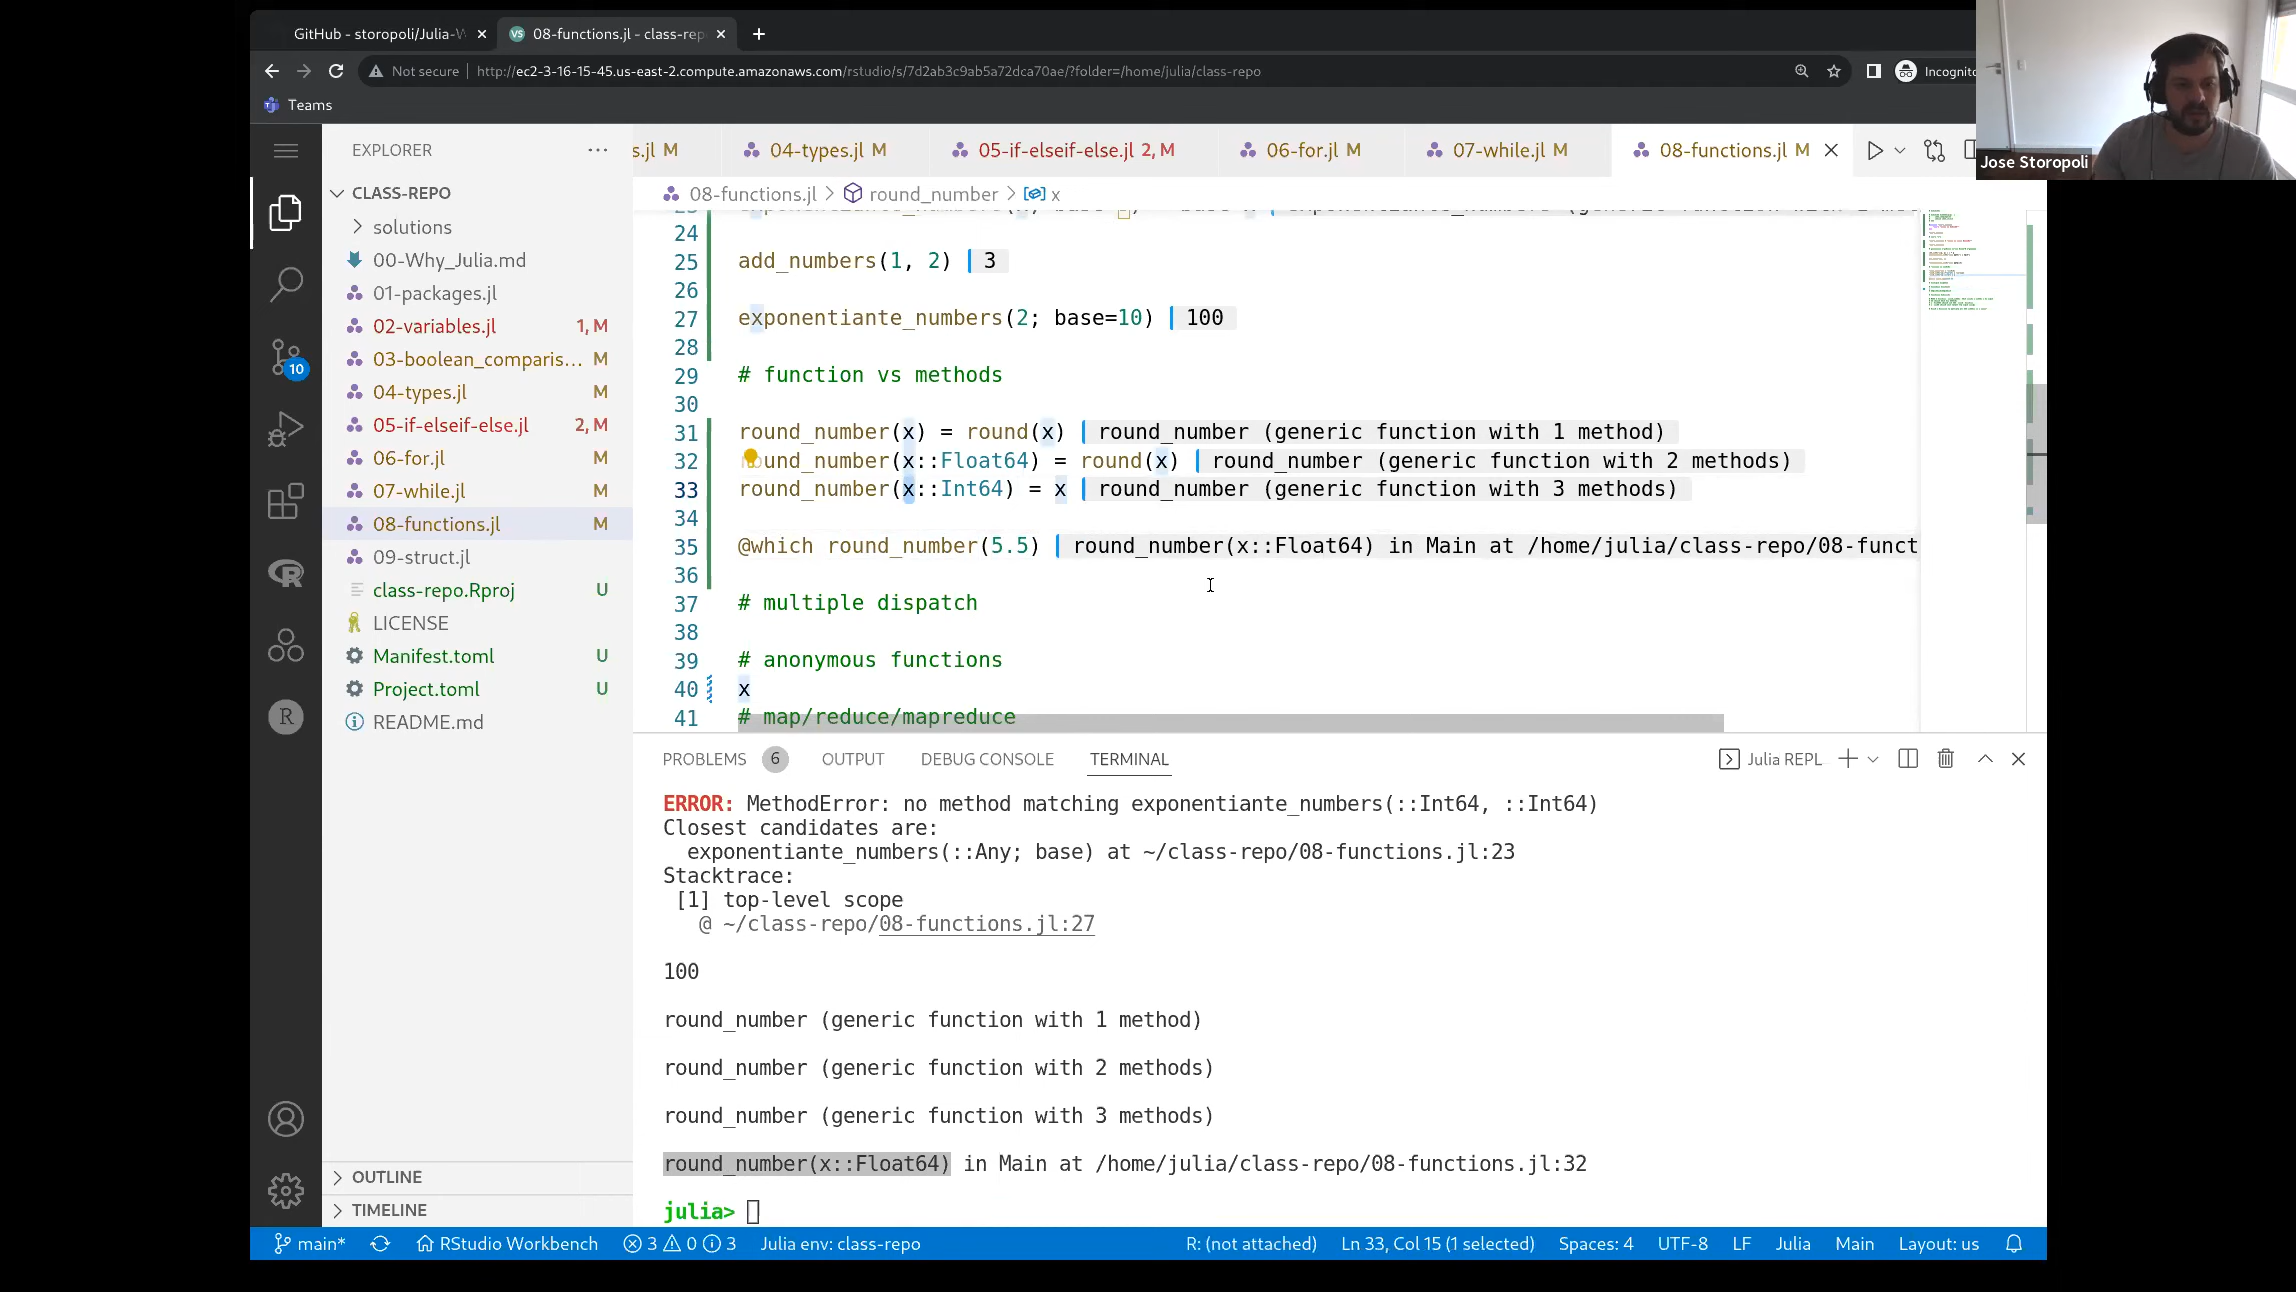 GitHub - storopoli/Julia-W
08-functions.jl - class-rep
Not secure
http://ec2-3-16-15-45.us-east-2.compute.amazonaws.com/rstudio/s/7d2ab3c9ab5a72dca70ae/?folder=/home/julia/class-repo
Incognito
Teams
Jose Storopoli
EXPLORER
s.jl M
04-types.jl M
05-if-elseif-else.jl 2, M
06-for.jl M
07-while.jl M
08-functions.jl M
08-functions.jl > round_number > x
CLASS-REPO
solutions
00-Why_Julia.md
01-packages.jl
02-variables.jl 1, M
03-boolean_comparis... M
04-types.jl M
05-if-elseif-else.jl 2, M
06-for.jl M
07-while.jl M
08-functions.jl M
09-struct.jl
class-repo.Rproj U
LICENSE
Manifest.toml U
Project.toml U
README.md
OUTLINE
TIMELINE
10
24
25 add_numbers(1, 2) 3
26
27 exponentiante_numbers(2; base=10) 100
28
29 # function vs methods
30
31 round_number(x) = round(x) round_number (generic function with 1 method)
32 und_number(x::Float64) = round(x) round_number (generic function with 2 methods)
33 round_number(x::Int64) = x round_number (generic function with 3 methods)
34
35 @which round_number(5.5) round_number(x::Float64) in Main at /home/julia/class-repo/08-funct
36
37 # multiple dispatch
38
39 # anonymous functions
40 x
41 # map/reduce/mapreduce
PROBLEMS 6 OUTPUT DEBUG CONSOLE TERMINAL
Julia REPL
ERROR: MethodError: no method matching exponentiante_numbers(::Int64, ::Int64)
Closest candidates are:
exponentiante_numbers(::Any; base) at ~/class-repo/08-functions.jl:23
Stacktrace:
[1] top-level scope
@ ~/class-repo/08-functions.jl:27
100
round_number (generic function with 1 method)
round_number (generic function with 2 methods)
round_number (generic function with 3 methods)
round_number(x::Float64) in Main at /home/julia/class-repo/08-functions.jl:32
julia>
main* RStudio Workbench 3 0 3 Julia env: class-repo R: (not attached) Ln 33, Col 15 (1 selected) Spaces: 4 UTF-8 LF Julia Main Layout: us